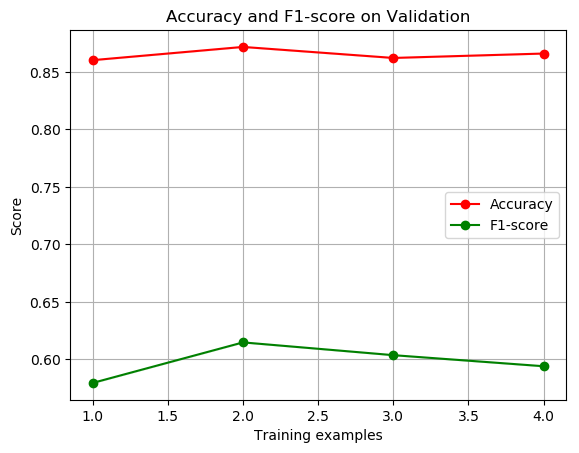 Accuracy and F1-score on Validation
0.85
0.80
0.75
0.70
0.65
0.60
Score
Accuracy
F1-score
1.0 1.5 2.0 2.5 3.0 3.5 4.0
Training examples